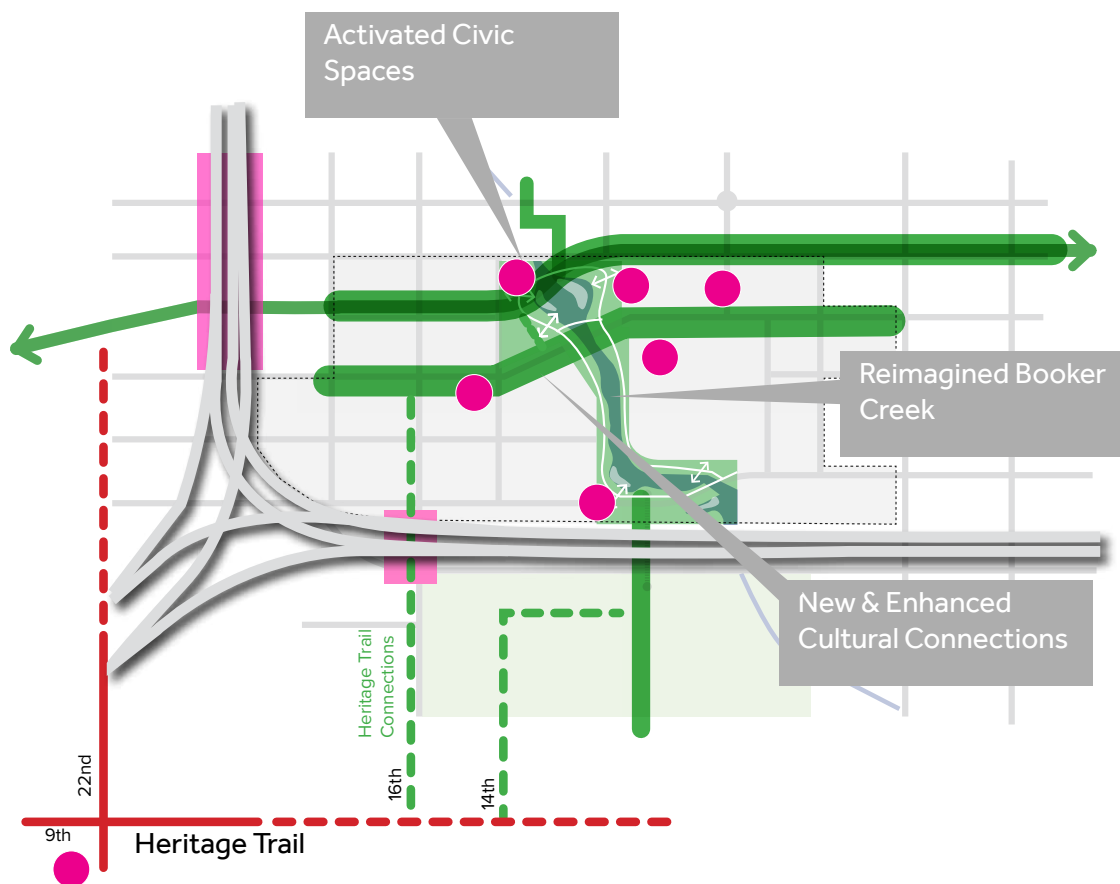 Activated Civic
Spaces
Reimagined Booker
Creek
New & Enhanced
Cultural Connections
Heritage Trail
Connections
22nd
16th
14th
9th
Heritage Trail